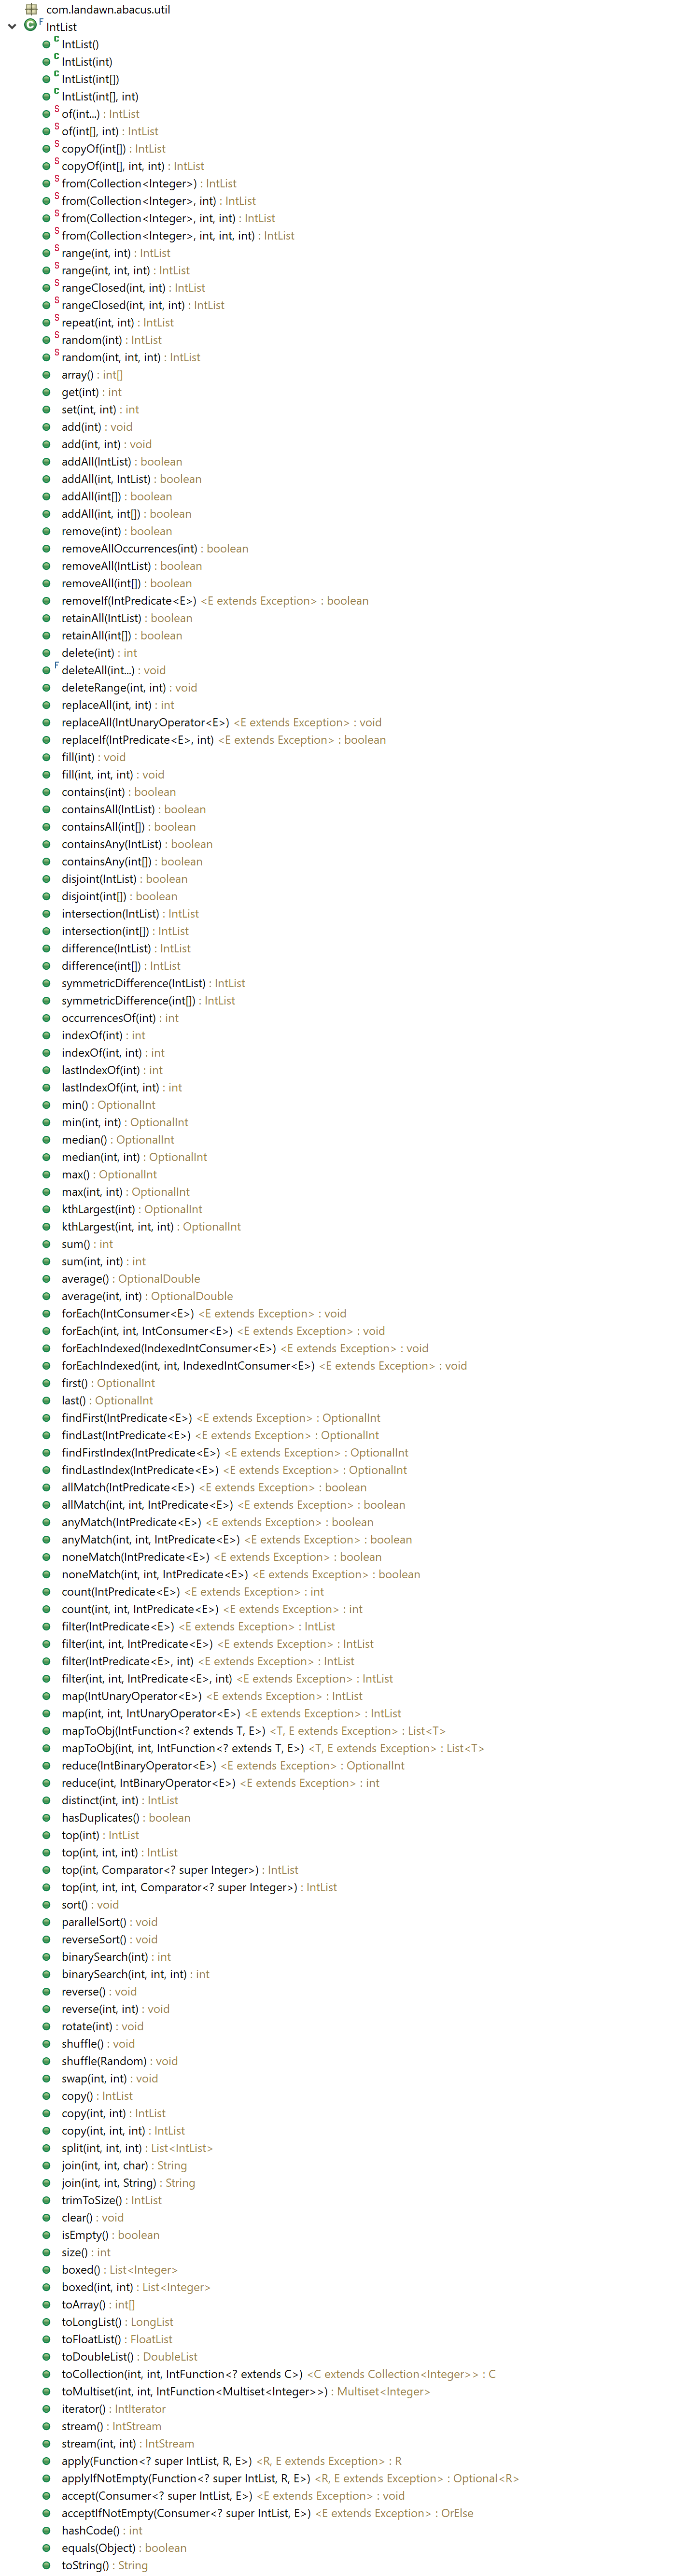 com.landawn.abacus.util
IntList
IntList()
IntList(int)
IntList(int[])
IntList(int[], int)
of(int...) : IntList
of(int[], int) : IntList
copyOf(int[]) : IntList
copyOf(int[], int, int) : IntList
from(Collection<Integer>) : IntList
from(Collection<Integer>, int) : IntList
from(Collection<Integer>, int, int) : IntList
from(Collection<Integer>, int, int, int) : IntList
range(int, int) : IntList
range(int, int, int) : IntList
rangeClosed(int, int) : IntList
rangeClosed(int, int, int) : IntList
repeat(int, int) : IntList
random(int) : IntList
random(int, int, int) : IntList
array() : int[]
get(int) : int
set(int, int) : int
add(int) : void
add(int, int) : void
addAll(IntList) : boolean
addAll(int, IntList) : boolean
addAll(int[]) : boolean
addAll(int, int[]) : boolean
remove(int) : boolean
removeAllOccurrences(int) : boolean
removeAll(IntList) : boolean
removeAll(int[]) : boolean
removeIf(IntPredicate<E>) <E extends Exception> : boolean
retainAll(IntList) : boolean
retainAll(int[]) : boolean
delete(int) : int
deleteAll(int...) : void
deleteRange(int, int) : void
replaceAll(int, int) : int
replaceAll(IntUnaryOperator<E>) <E extends Exception> : void
replaceIf(IntPredicate<E>, int) <E extends Exception> : boolean
fill(int) : void
fill(int, int, int) : void
contains(int) : boolean
containsAll(IntList) : boolean
containsAll(int[]) : boolean
containsAny(IntList) : boolean
containsAny(int[]) : boolean
disjoint(IntList) : boolean
disjoint(int[]) : boolean
intersection(IntList) : IntList
intersection(int[]) : IntList
difference(IntList) : IntList
difference(int[]) : IntList
symmetricDifference(IntList) : IntList
symmetricDifference(int[]) : IntList
occurrencesOf(int) : int
indexOf(int) : int
indexOf(int, int) : int
lastIndexOf(int) : int
lastIndexOf(int, int) : int
min() : OptionalInt
min(int, int) : OptionalInt
median() : OptionalInt
median(int, int) : OptionalInt
max() : OptionalInt
max(int, int) : OptionalInt
kthLargest(int) : OptionalInt
kthLargest(int, int, int) : OptionalInt
sum() : int
sum(int, int) : int
average() : OptionalDouble
average(int, int) : OptionalDouble
forEach(IntConsumer<E>) <E extends Exception> : void
forEach(int, int, IntConsumer<E>) <E extends Exception> : void
forEachIndexed(IndexedIntConsumer<E>) <E extends Exception> : void
forEachIndexed(int, int, IndexedIntConsumer<E>) <E extends Exception> : void
first() : OptionalInt
last() : OptionalInt
findFirst(IntPredicate<E>) <E extends Exception> : OptionalInt
findLast(IntPredicate<E>) <E extends Exception> : OptionalInt
findFirstIndex(IntPredicate<E>) <E extends Exception> : OptionalInt
findLastIndex(IntPredicate<E>) <E extends Exception> : OptionalInt
allMatch(IntPredicate<E>) <E extends Exception> : boolean
allMatch(int, int, IntPredicate<E>) <E extends Exception> : boolean
anyMatch(IntPredicate<E>) <E extends Exception> : boolean
anyMatch(int, int, IntPredicate<E>) <E extends Exception> : boolean
noneMatch(IntPredicate<E>) <E extends Exception> : boolean
noneMatch(int, int, IntPredicate<E>) <E extends Exception> : boolean
count(IntPredicate<E>) <E extends Exception> : int
count(int, int, IntPredicate<E>) <E extends Exception> : int
filter(IntPredicate<E>) <E extends Exception> : IntList
filter(int, int, IntPredicate<E>) <E extends Exception> : IntList
filter(IntPredicate<E>, int) <E extends Exception> : IntList
filter(int, int, IntPredicate<E>, int) <E extends Exception> : IntList
map(IntUnaryOperator<E>) <E extends Exception> : IntList
map(int, int, IntUnaryOperator<E>) <E extends Exception> : IntList
mapToObj(IntFunction<? extends T, E>) <T, E extends Exception> : List<T>
mapToObj(int, int, IntFunction<? extends T, E>) <T, E extends Exception> : List<T>
reduce(IntBinaryOperator<E>) <E extends Exception> : OptionalInt
reduce(int, IntBinaryOperator<E>) <E extends Exception> : int
distinct(int, int) : IntList
hasDuplicates() : boolean
top(int) : IntList
top(int, int, int) : IntList
top(int, Comparator<? super Integer>) : IntList
top(int, int, int, Comparator<? super Integer>) : IntList
sort() : void
parallelSort() : void
reverseSort() : void
binarySearch(int) : int
binarySearch(int, int, int) : int
reverse() : void
reverse(int, int) : void
rotate(int) : void
shuffle() : void
shuffle(Random) : void
swap(int, int) : void
copy() : IntList
copy(int, int) : IntList
copy(int, int, int) : IntList
split(int, int, int) : List<IntList>
join(int, int, char) : String
join(int, int, String) : String
trimToSize() : IntList
clear() : void
isEmpty() : boolean
size() : int
boxed() : List<Integer>
boxed(int, int) : List<Integer>
toArray() : int[]
toLongList() : LongList
toFloatList() : FloatList
toDoubleList() : DoubleList
toCollection(int, int, IntFunction<? extends C>) <C extends Collection<Integer>> : C
toMultiset(int, int, IntFunction<Multiset<Integer>>) : Multiset<Integer>
iterator() : IntIterator
stream() : IntStream
stream(int, int) : IntStream
apply(Function<? super IntList, R, E>) <R, E extends Exception> : R
applyIfNotEmpty(Function<? super IntList, R, E>) <R, E extends Exception> : Optional<R>
accept(Consumer<? super IntList, E>) <E extends Exception> : void
acceptIfNotEmpty(Consumer<? super IntList, E>) <E extends Exception> : OrElse
hashCode() : int
equals(Object) : boolean
toString() : String